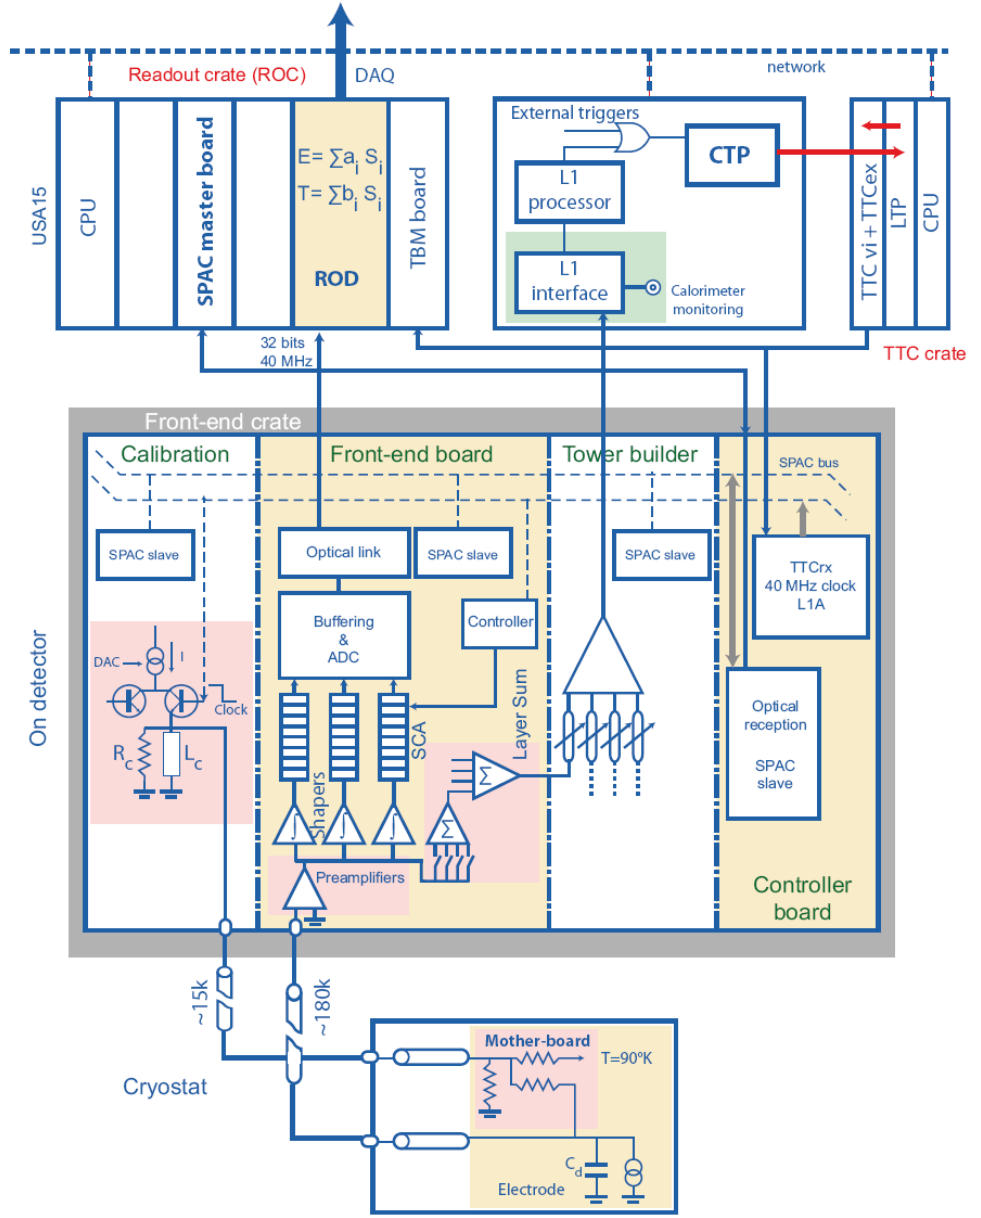 Readout crate (ROC)
DAQ
network
USA15
CPU
SPAC master board
E= ∑a_i S_i
T= ∑b_i S_i
ROD
TBM board
External triggers
CTP
L1
processor
L1
interface
Calorimeter
monitoring
TTC vi + TTCex
LTP
CPU
TTC crate
32 bits
40 MHz
Front-end crate
Calibration
Front-end board
Tower builder
SPAC bus
SPAC slave
Optical link
SPAC slave
SPAC slave
TTCrx
40 MHz clock
L1A
Buffering
&
ADC
Controller
On detector
DAC
I
Clock
R_c
L_c
SCA
Layer Sum
Shapers
∫
∫
∫
∑
∑
Optical
reception
SPAC
slave
Preamplifiers
Controller
board
~15k
~180k
Cryostat
Mother-board
T=90°K
C_d
Electrode